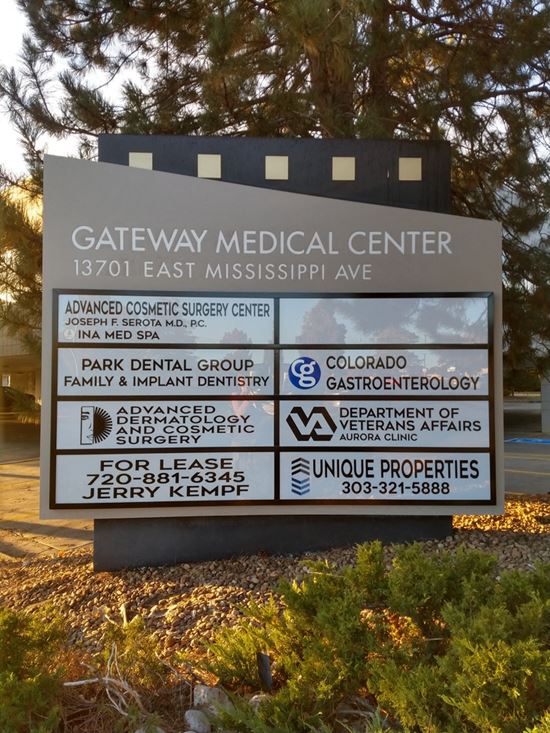 GATEWAY MEDICAL CENTER
13701 EAST MISSISSIPPI AVE
ADVANCED COSMETIC SURGERY CENTER
JOSEPH F. SEROTA M.D., P.C.
INA MED SPA
PARK DENTAL GROUP
FAMILY & IMPLANT DENTISTRY
cg COLORADO
GASTROENTEROLOGY
ADVANCED
DERMATOLOGY
AND COSMETIC
SURGERY
VA DEPARTMENT OF
VETERANS AFFAIRS
AURORA CLINIC
FOR LEASE
720-881-6345
JERRY KEMPF
UNIQUE PROPERTIES
303-321-5888